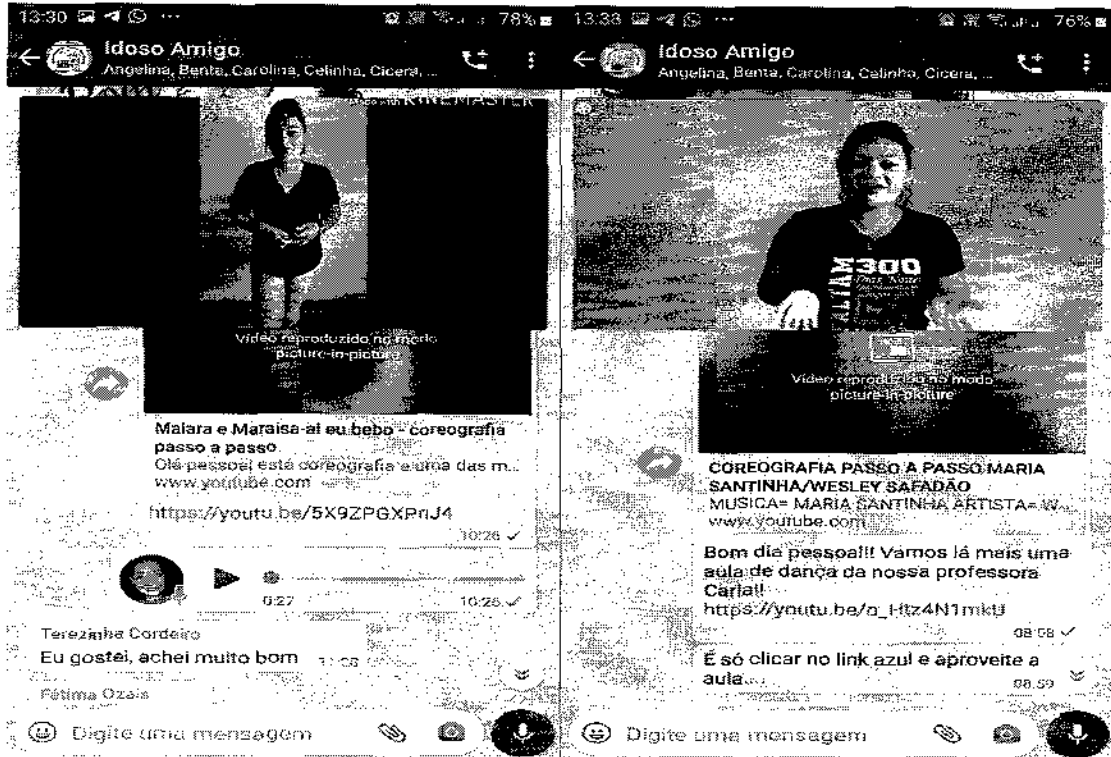 13:30
78%
Idoso Amigo
Angelina, Benta, Carolina, Celinha, Cicera, ...
Made with KINEMASTER
Vídeo reproduzido no modo
picture-in-picture
Maiara e Maraisa-ai eu bebo - coreografia
passo a passo
Olá pessoal está coreografia e uma das m...
www.youtube.com
https://youtu.be/5X9ZPGXPriJ4
10:26
0:27
10:26
Terezinha Cordeiro
Eu gostei, achei muito bom
Fátima Ozais
Digite uma mensagem
13:38
76%
Idoso Amigo
Angelina, Benta, Carolina, Celinha, Cicera, ...
300
Vídeo reproduzido no modo
picture-in-picture
COREOGRAFIA PASSO A PASSO MARIA
SANTINHA/WESLEY SAFADÃO
MUSICA= MARIA SANTINHA ARTISTA= W...
www.youtube.com
Bom dia pessoal!! Vamos lá mais uma
aula de dança da nossa professora
Carla!!
https://youtu.be/o_Htz4N1mkU
08:58
É só clicar no link azul e aproveite a
aula...
08:59
Digite uma mensagem